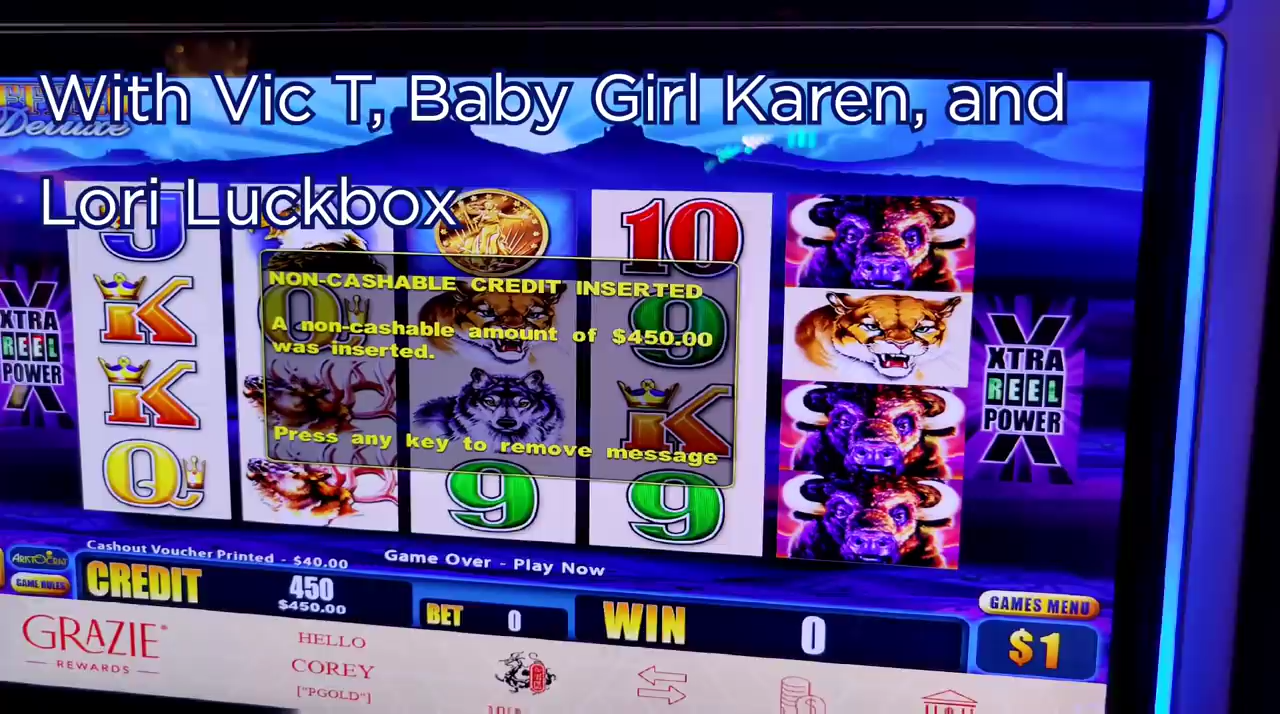 With Vic T, Baby Girl Karen, and
Lori Luckbox
Deluxe
J
10
NON-CASHABLE CREDIT INSERTED
A non-cashable amount of $450.00
was inserted.
Press any key to remove message
XTRA
REEL
POWER
K
Q
9
XTRA
REEL
POWER
K
K
Q
9
9
Cashout Voucher Printed - $40.00
Game Over - Play Now
ARISTOCRAT
GAME RULES
CREDIT
450
$450.00
BET
0
WIN
0
GAMES MENU
$1
GRAZIE
REWARDS
HELLO
COREY
["PGOLD"]